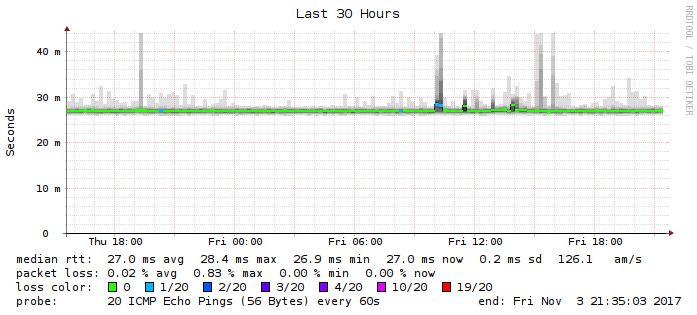 Last 30 Hours
RRDTOOL / TOBI OETIKER
Seconds
40 m
30 m
20 m
10 m
0
Thu 18:00 Fri 00:00 Fri 06:00 Fri 12:00 Fri 18:00
median rtt: 27.0 ms avg 28.4 ms max 26.9 ms min 27.0 ms now 0.2 ms sd 126.1 am/s
packet loss: 0.02 % avg 0.83 % max 0.00 % min 0.00 % now
loss color: 0 1/20 2/20 3/20 4/20 10/20 19/20
probe: 20 ICMP Echo Pings (56 Bytes) every 60s end: Fri Nov 3 21:35:03 2017